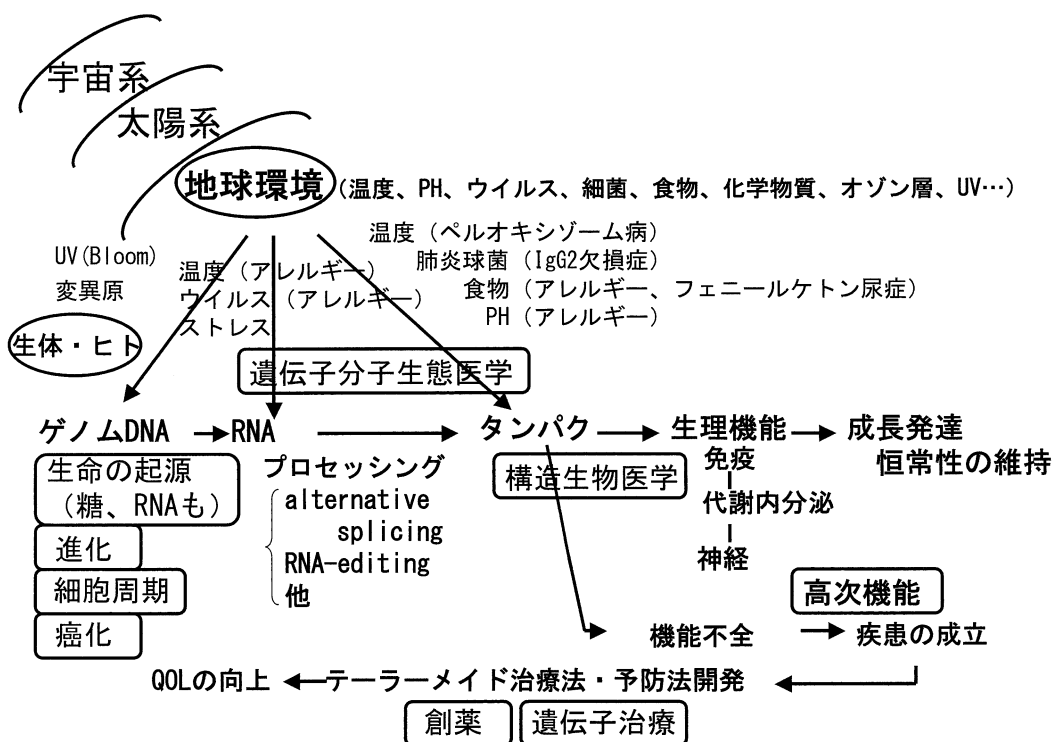 宇宙系
太陽系
地球環境 (温度、PH、ウイルス、細菌、食物、化学物質、オゾン層、UV…)
温度 (ペルオキシゾーム病)
肺炎球菌 (IgG2欠損症)
食物 (アレルギー、フェニールケトン尿症)
PH (アレルギー)
UV(Bloom)
変異原
温度 (アレルギー)
ウイルス (アレルギー)
ストレス
生体・ヒト
遺伝子分子生態医学
ゲノムDNA
RNA
タンパク
生理機能
成長発達
恒常性の維持
生命の起源
(糖、RNAも)
進化
細胞周期
癌化
プロセッシング
alternative
splicing
RNA-editing
他
構造生物医学
免疫
代謝内分泌
神経
高次機能
機能不全
疾患の成立
QOLの向上
テーラーメイド治療法・予防法開発
創薬
遺伝子治療